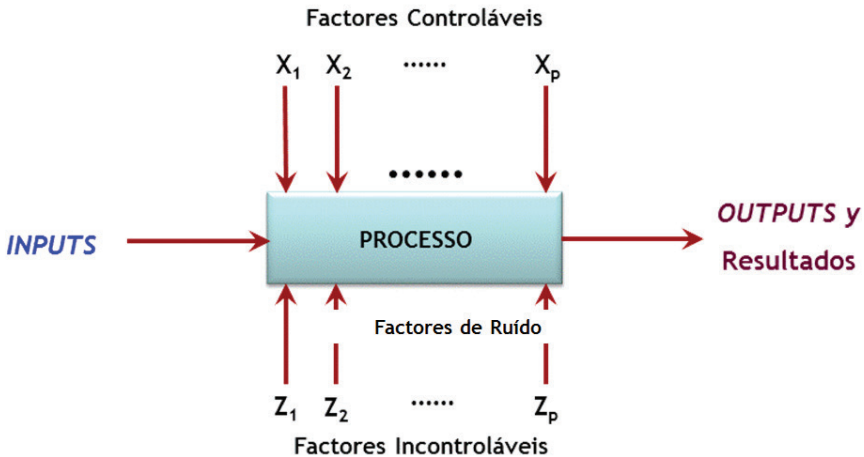 Factores Controláveis
X₁ X₂ ...... Xₚ
......
INPUTS
PROCESSO
OUTPUTS y
Resultados
Factores de Ruído
Z₁ Z₂ ...... Zₚ
Factores Incontroláveis